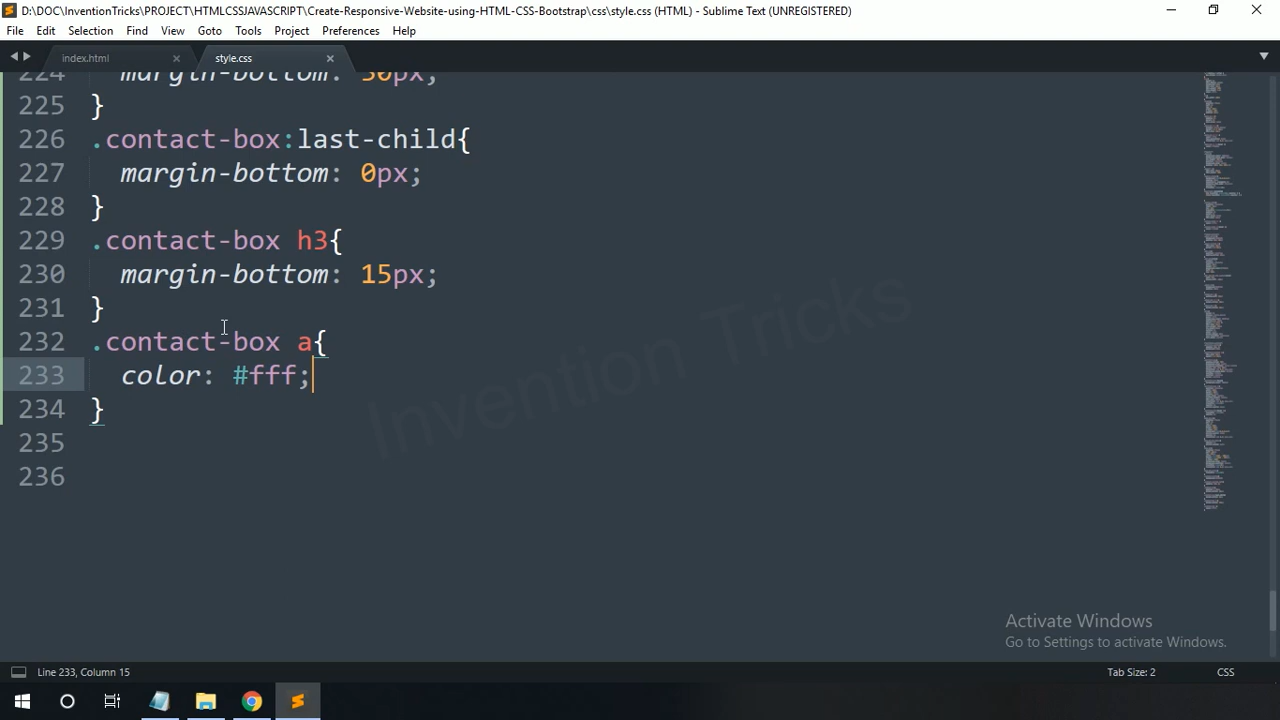 D:\DOC\InventionTricks\PROJECT\HTMLCSSJAVASCRIPT\Create-Responsive-Website-using-HTML-CSS-Bootstrap\css\style.css (HTML) - Sublime Text (UNREGISTERED)
File Edit Selection Find View Goto Tools Project Preferences Help
index.html style.css
224 margin-bottom: 30px;
225 }
226 .contact-box:last-child{
227 margin-bottom: 0px;
228 }
229 .contact-box h3{
230 margin-bottom: 15px;
231 }
232 .contact-box a{
233 color: #fff;
234 }
235
236
Invention Tricks
Activate Windows
Go to Settings to activate Windows.
Line 233, Column 15 Tab Size: 2 CSS